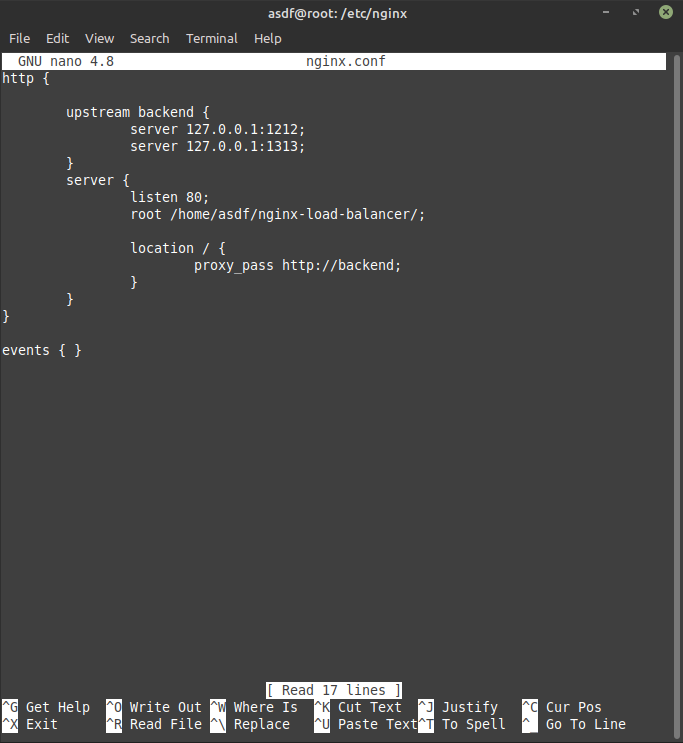 asdf@root: /etc/nginx
File Edit View Search Terminal Help
GNU nano 4.8 nginx.conf
http {
upstream backend {
server 127.0.0.1:1212;
server 127.0.0.1:1313;
}
server {
listen 80;
root /home/asdf/nginx-load-balancer/;
location / {
proxy_pass http://backend;
}
}
}
events { }
[ Read 17 lines ]
^G Get Help ^O Write Out ^W Where Is ^K Cut Text ^J Justify ^C Cur Pos
^X Exit ^R Read File ^\ Replace ^U Paste Text ^T To Spell ^_ Go To Line